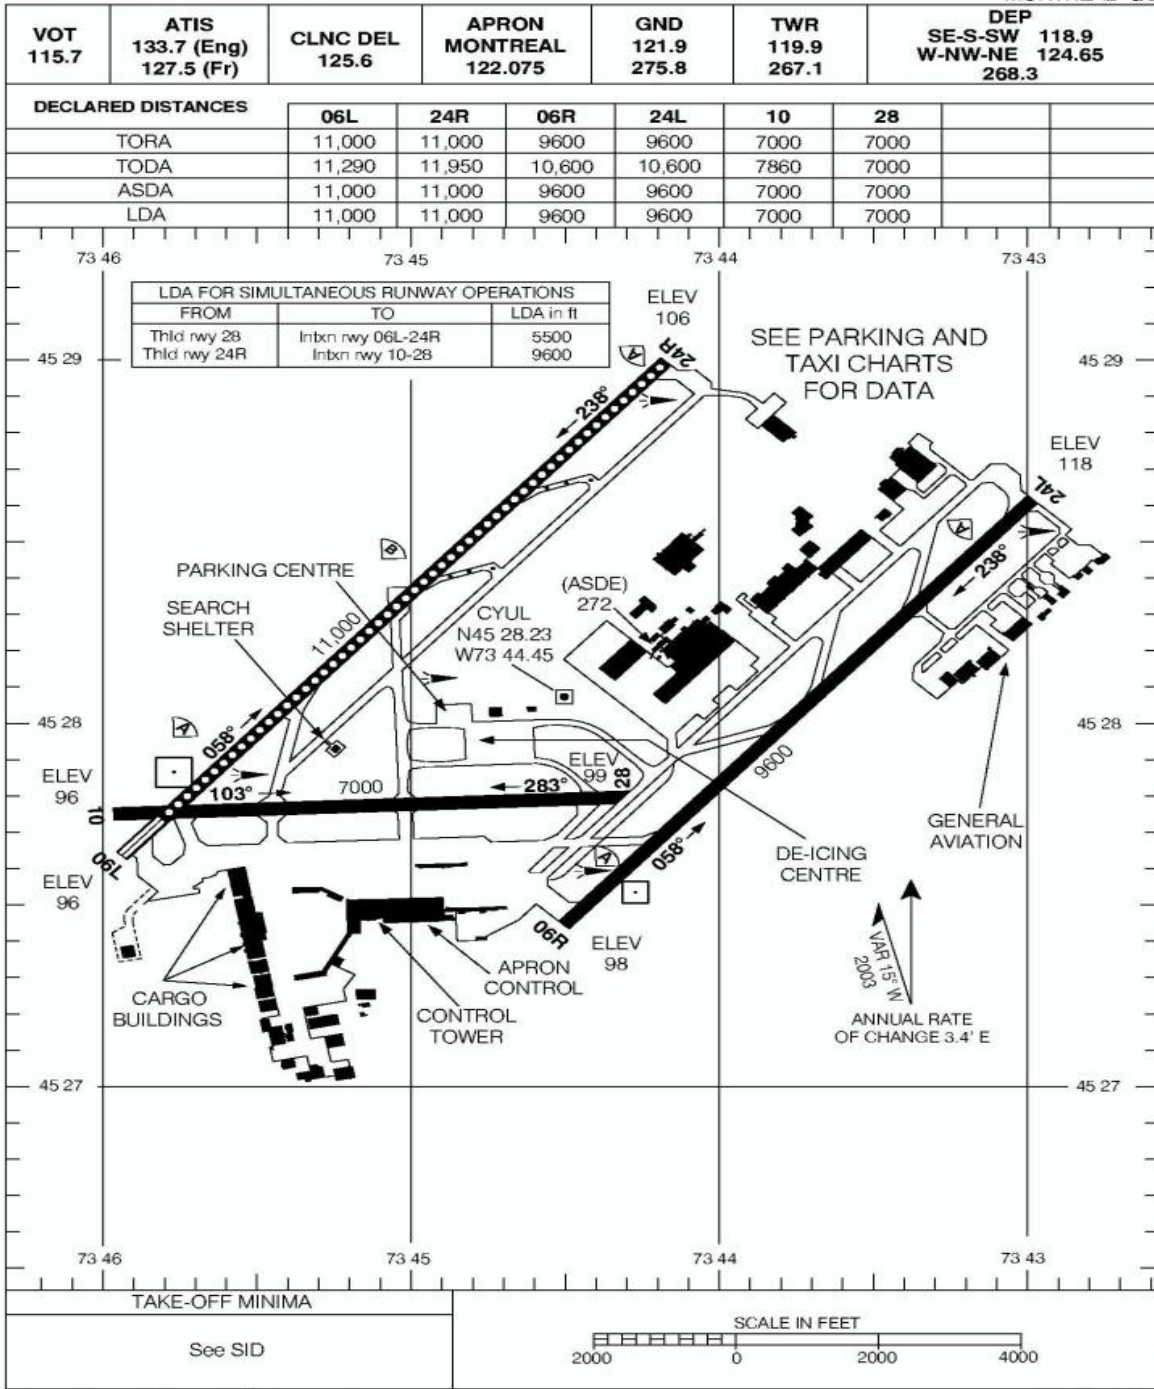 VOT
115.7
ATIS
133.7 (Eng)
127.5 (Fr)
CLNC DEL
125.6
APRON
MONTREAL
122.075
GND
121.9
275.8
TWR
119.9
267.1
DEP
SE-S-SW 118.9
W-NW-NE 124.65
268.3
DECLARED DISTANCES 06L 24R 06R 24L 10 28
TORA 11,000 11,000 9600 9600 7000 7000
TODA 11,290 11,950 10,600 10,600 7860 7000
ASDA 11,000 11,000 9600 9600 7000 7000
LDA 11,000 11,000 9600 9600 7000 7000
73 46 73 45 73 44 73 43
LDA FOR SIMULTANEOUS RUNWAY OPERATIONS
FROM TO LDA in ft
Thld rwy 28 Intxn rwy 06L-24R 5500
Thld rwy 24R Intxn rwy 10-28 9600
ELEV
106
24R
A
SEE PARKING AND
TAXI CHARTS
FOR DATA
45 29
45 29
238°
ELEV
118
24L
A
238°
B
PARKING CENTRE
SEARCH
SHELTER
11,000
(ASDE)
272
CYUL
N45 28.23
W73 44.45
45 28
45 28
A
058°
ELEV
96
10
103°
7000
283°
ELEV
99
28
9600
GENERAL
AVIATION
06L
ELEV
96
A
058°
DE-ICING
CENTRE
06R
ELEV
98
CARGO
BUILDINGS
APRON
CONTROL
CONTROL
TOWER
VAR 15° W
2003
ANNUAL RATE
OF CHANGE 3.4' E
45 27
45 27
73 46 73 45 73 44 73 43
TAKE-OFF MINIMA
See SID
SCALE IN FEET
2000 0 2000 4000